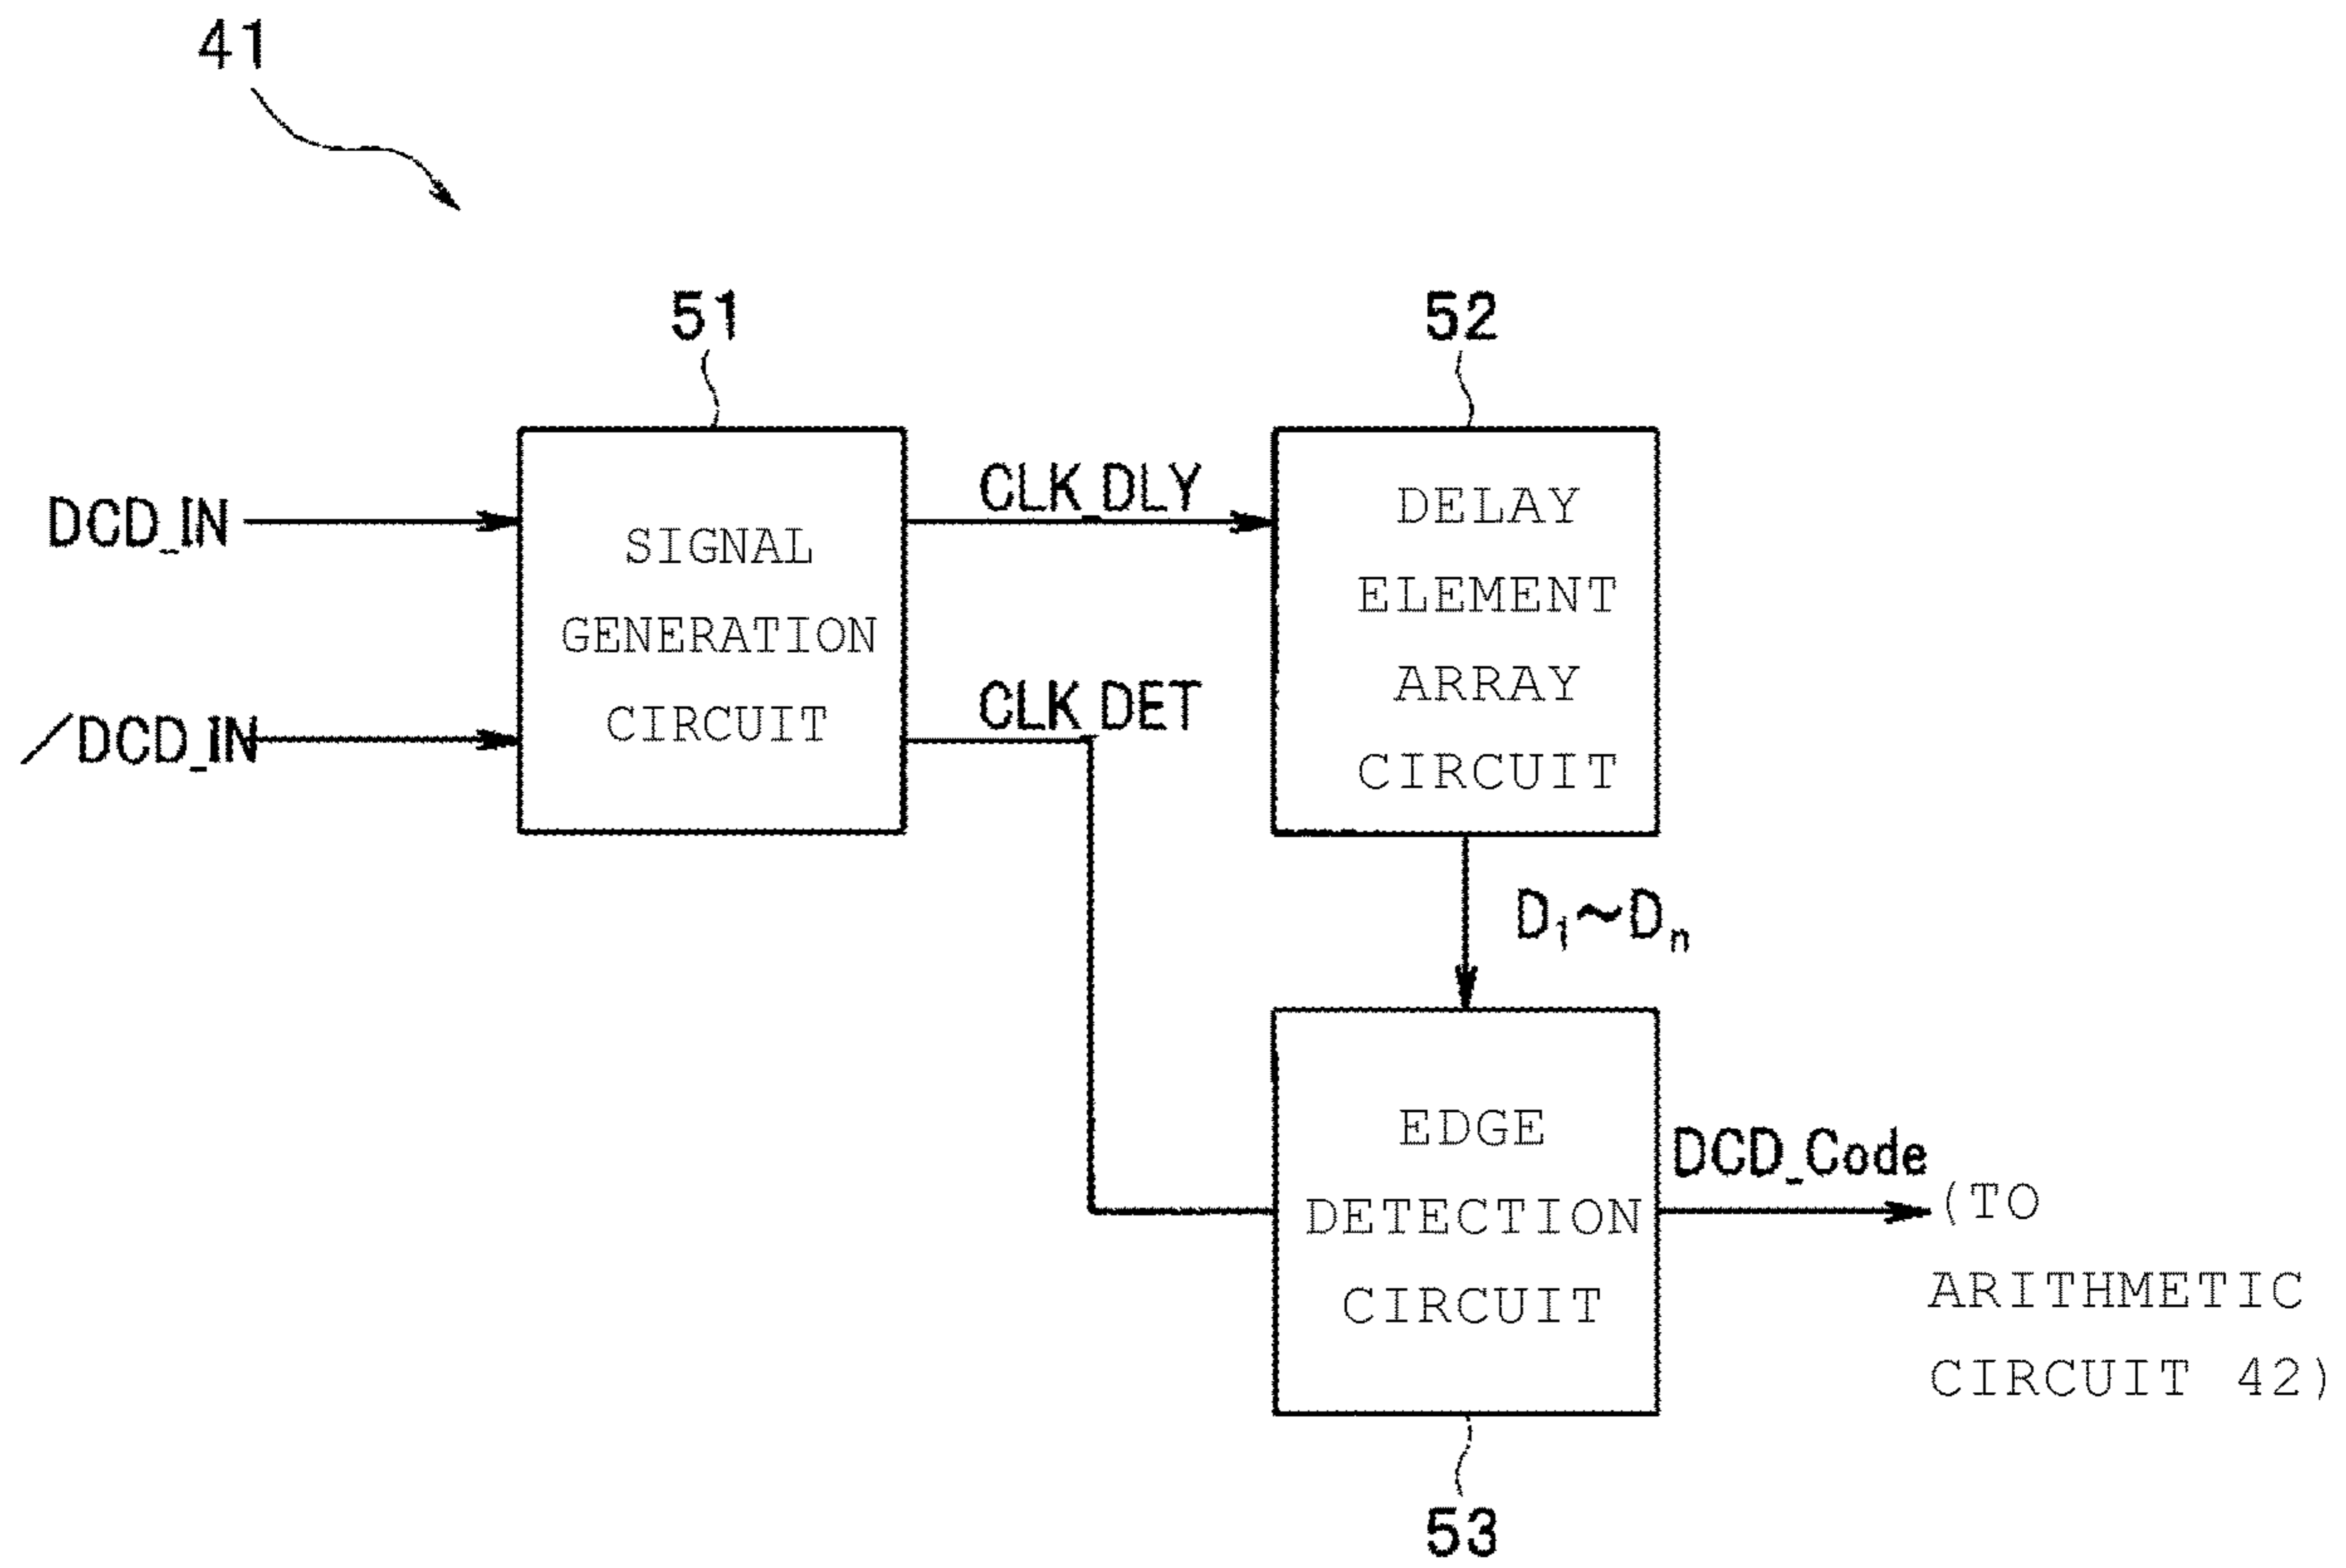 41
51
52
DCD_IN
/DCD_IN
SIGNAL
GENERATION
CIRCUIT
CLK_DLY
CLK_DET
DELAY
ELEMENT
ARRAY
CIRCUIT
D₁~Dₙ
EDGE
DETECTION
CIRCUIT
DCD_Code
(TO
ARITHMETIC
CIRCUIT 42)
53